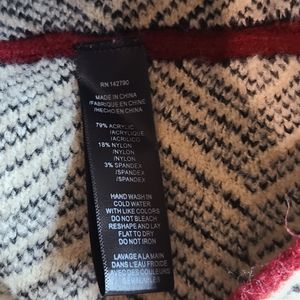 RN 142790
MADE IN CHINA
/FABRIQUE EN CHINE
/HECHO EN CHINA
79% ACRYLIC
/ACRYLIQUE
/ACRILICO
18% NYLON
/NYLON
/NYLON
3% SPANDEX
/SPANDEX
/SPANDEX
HAND WASH IN
COLD WATER
WITH LIKE COLORS
DO NOT BLEACH
RESHAPE AND LAY
FLAT TO DRY
DO NOT IRON
LAVAGE A LA MAIN
DANS L'EAU FROIDE
AVEC DES COULEURS